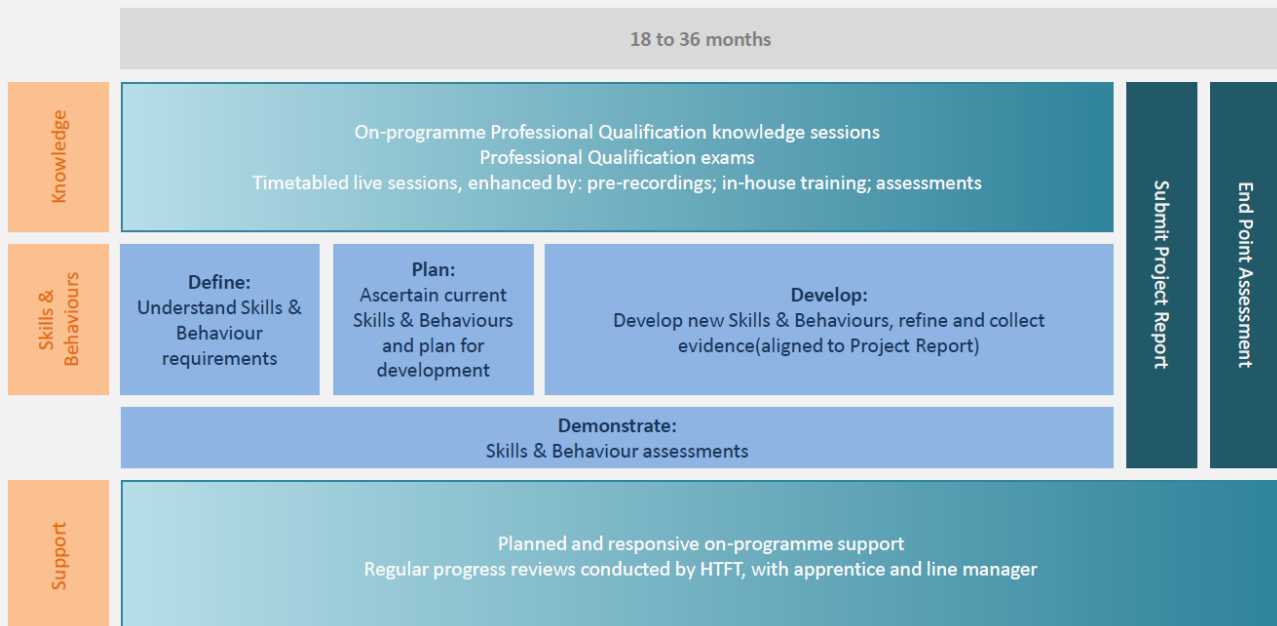 18 to 36 months
Knowledge
On-programme Professional Qualification knowledge sessions
Professional Qualification exams
Timetabled live sessions, enhanced by: pre-recordings; in-house training; assessments
Submit Project Report
End Point Assessment
Skills &
Behaviours
Define:
Understand Skills &
Behaviour
requirements
Plan:
Ascertain current
Skills & Behaviours
and plan for
development
Develop:
Develop new Skills & Behaviours, refine and collect
evidence(aligned to Project Report)
Demonstrate:
Skills & Behaviour assessments
Support
Planned and responsive on-programme support
Regular progress reviews conducted by HTFT, with apprentice and line manager